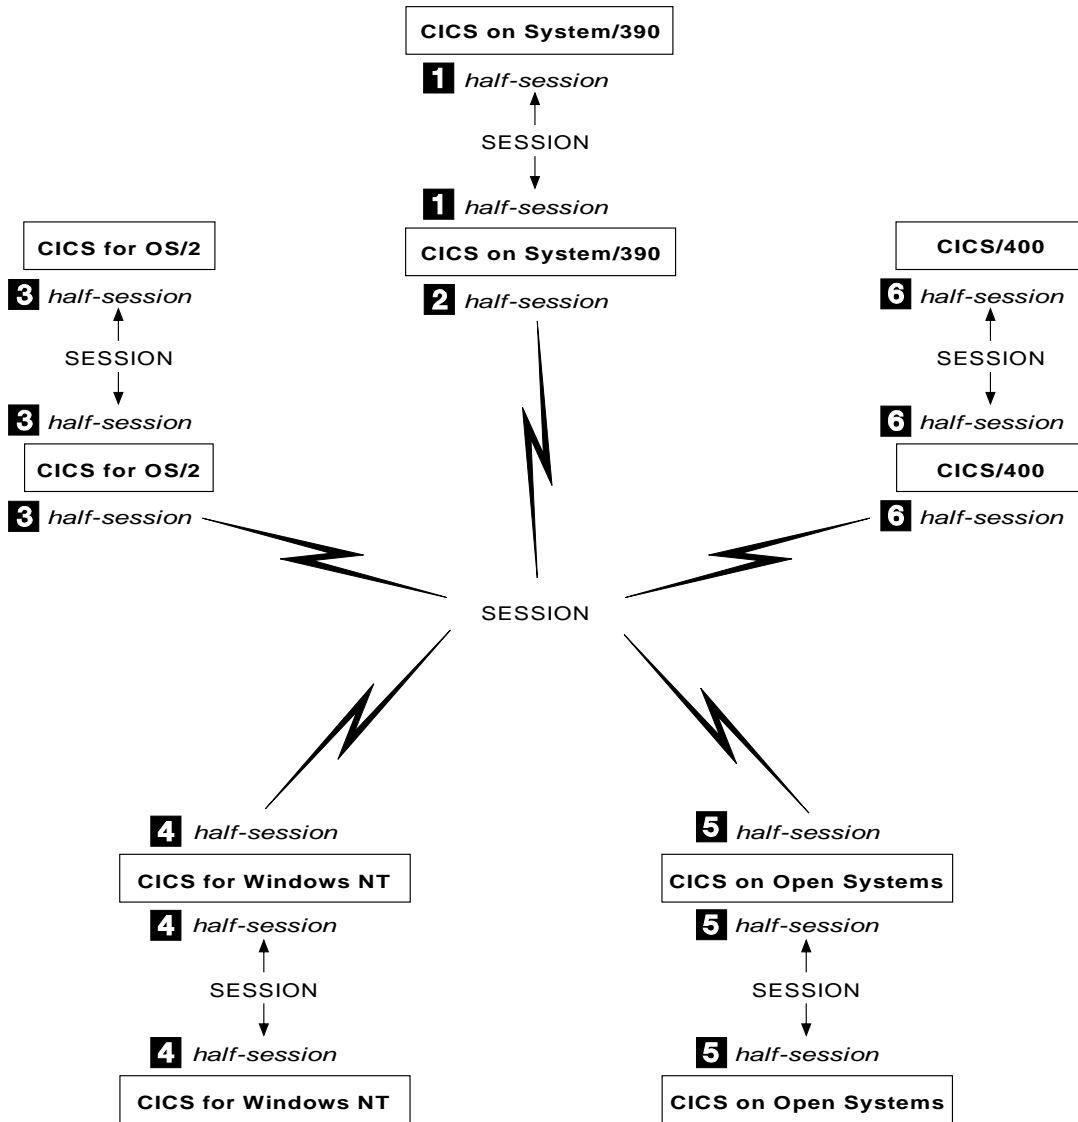 CICS on System/390
1 half-session
SESSION
1 half-session
CICS on System/390
2 half-session
CICS for OS/2
3 half-session
SESSION
3 half-session
CICS for OS/2
3 half-session
CICS/400
6 half-session
SESSION
6 half-session
CICS/400
6 half-session
SESSION
4 half-session
CICS for Windows NT
4 half-session
SESSION
4 half-session
CICS for Windows NT
5 half-session
CICS on Open Systems
5 half-session
SESSION
5 half-session
CICS on Open Systems